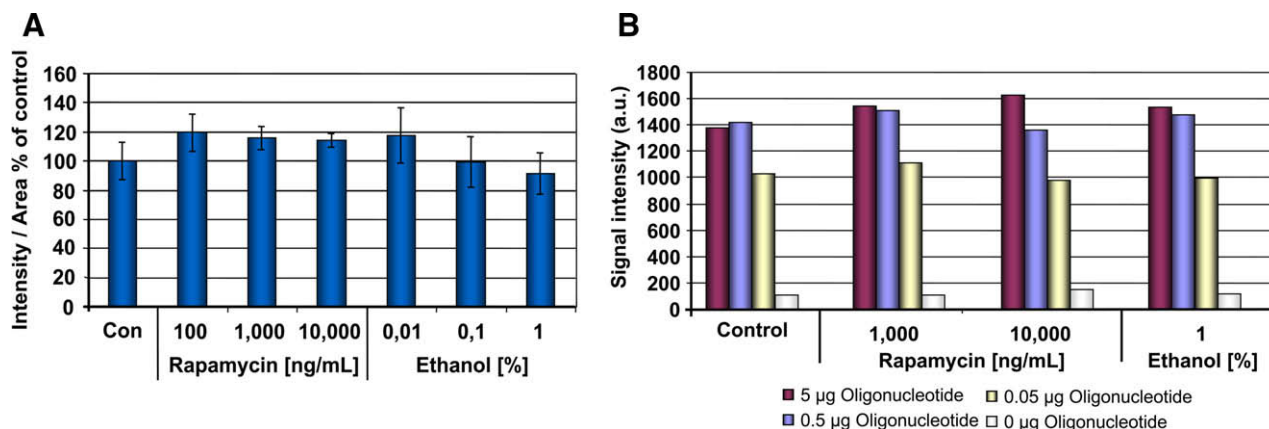 A
Intensity / Area % of control
160
140
120
100
80
60
40
20
0
Con
100 1,000 10,000
0,01 0,1 1
Rapamycin [ng/mL]
Ethanol [%]
B
Signal intensity (a.u.)
1800
1600
1400
1200
1000
800
600
400
200
0
Control
1,000 10,000
1
Rapamycin [ng/mL]
Ethanol [%]
5 µg Oligonucleotide
0.05 µg Oligonucleotide
0.5 µg Oligonucleotide
0 µg Oligonucleotide